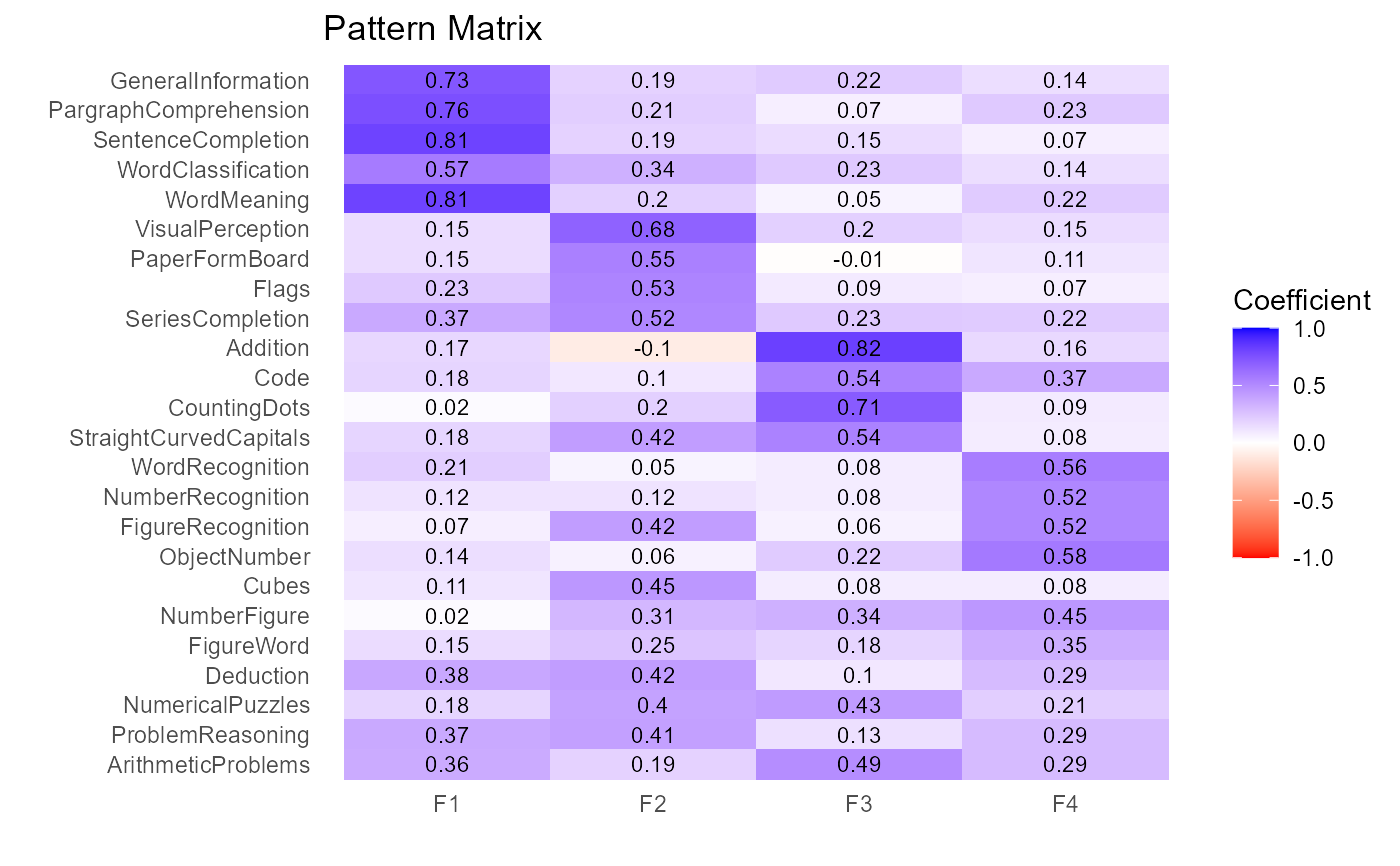 Pattern Matrix
GeneralInformation 0.73 0.19 0.22 0.14
PargraphComprehension 0.76 0.21 0.07 0.23
SentenceCompletion 0.81 0.19 0.15 0.07
WordClassification 0.57 0.34 0.23 0.14
WordMeaning 0.81 0.2 0.05 0.22
VisualPerception 0.15 0.68 0.2 0.15
PaperFormBoard 0.15 0.55 -0.01 0.11
Flags 0.23 0.53 0.09 0.07
SeriesCompletion 0.37 0.52 0.23 0.22
Addition 0.17 -0.1 0.82 0.16
Code 0.18 0.1 0.54 0.37
CountingDots 0.02 0.2 0.71 0.09
StraightCurvedCapitals 0.18 0.42 0.54 0.08
WordRecognition 0.21 0.05 0.08 0.56
NumberRecognition 0.12 0.12 0.08 0.52
FigureRecognition 0.07 0.42 0.06 0.52
ObjectNumber 0.14 0.06 0.22 0.58
Cubes 0.11 0.45 0.08 0.08
NumberFigure 0.02 0.31 0.34 0.45
FigureWord 0.15 0.25 0.18 0.35
Deduction 0.38 0.42 0.1 0.29
NumericalPuzzles 0.18 0.4 0.43 0.21
ProblemReasoning 0.37 0.41 0.13 0.29
ArithmeticProblems 0.36 0.19 0.49 0.29
F1 F2 F3 F4
Coefficient
1.0
0.5
0.0
-0.5
-1.0